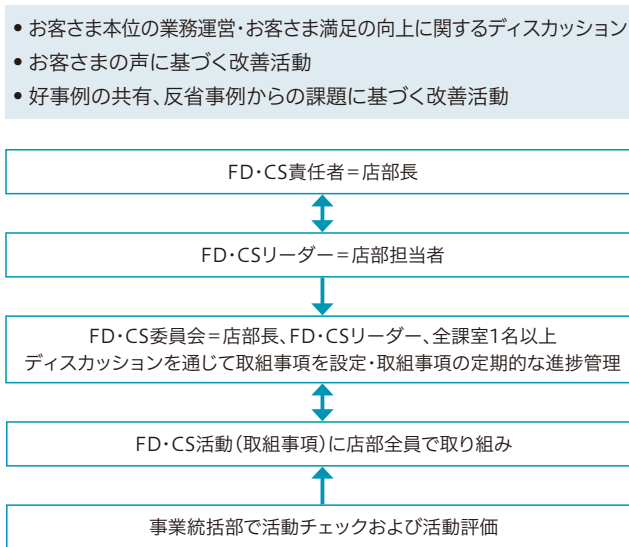 • お客さま本位の業務運営・お客さま満足の向上に関するディスカッション
• お客さまの声に基づく改善活動
• 好事例の共有、反省事例からの課題に基づく改善活動
FD・CS責任者＝店部長
FD・CSリーダー＝店部担当者
FD・CS委員会＝店部長、FD・CSリーダー、全課室1名以上
ディスカッションを通じて取組事項を設定・取組事項の定期的な進捗管理
FD・CS活動（取組事項）に店部全員で取り組み
事業統括部で活動チェックおよび活動評価